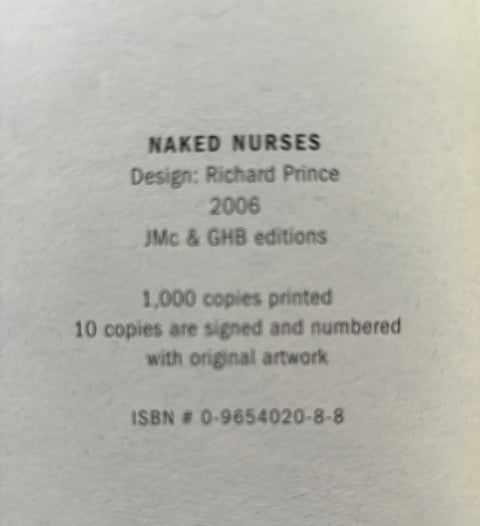 NAKED NURSES
Design: Richard Prince
2006
JMc & GHB editions
1,000 copies printed
10 copies are signed and numbered
with original artwork
ISBN # 0-9654020-8-8